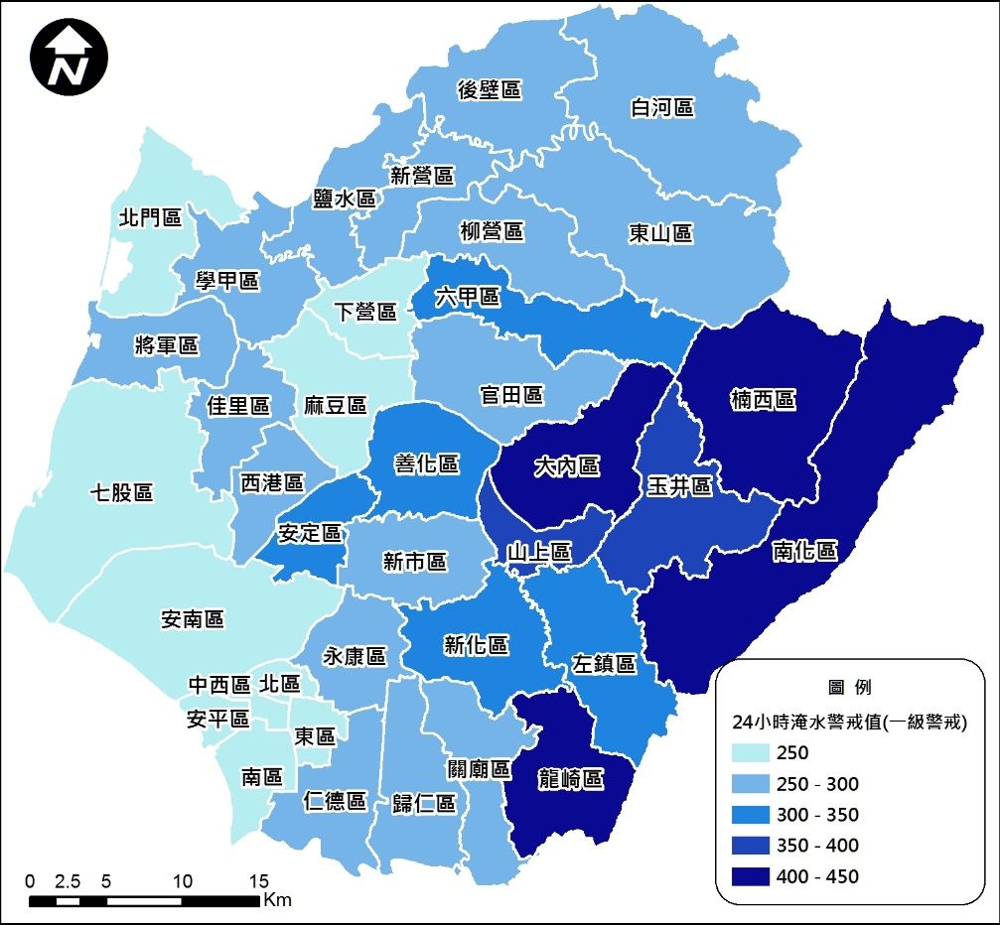 N
後壁區
白河區
新營區
鹽水區
北門區
柳營區
東山區
學甲區
六甲區
下營區
將軍區
官田區
楠西區
佳里區
麻豆區
善化區
大內區
西港區
玉井區
七股區
安定區
山上區
南化區
新市區
安南區
新化區
永康區
左鎮區
中西區
北區
安平區
東區
關廟區
南區
龍崎區
仁德區
歸仁區
圖 例
24小時淹水警戒值(一級警戒)
250
250 - 300
300 - 350
350 - 400
400 - 450
0 2.5 5 10 15
Km